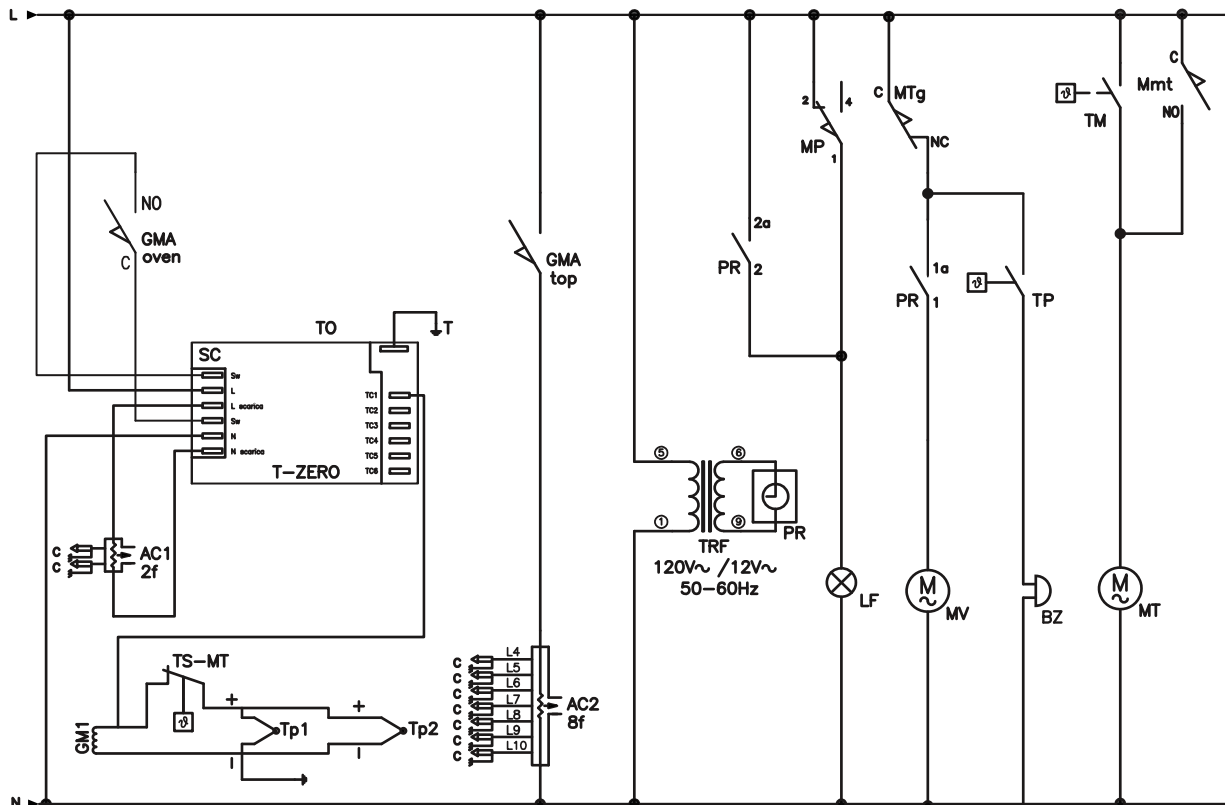 L
2
4
MP
1
C
MTg
NC
TM
C
Mmt
NO
NO
GMA
oven
C
GMA
top
2a
PR
2
1a
PR
1
TP
TO
T
SC
Sw
L
L scarica
Sw
N
N scarica
TC1
TC2
TC3
TC4
TC5
TC6
T-ZERO
5
6
1
9
PR
TRF
120V~ /12V~
50-60Hz
C
C
AC1
2f
LF
M
MV
BZ
M
MT
TS-MT
GM1
+
Tp1
−
+
Tp2
−
C
C
C
C
C
C
C
L4
L5
L6
L7
L8
L9
L10
AC2
8f
N